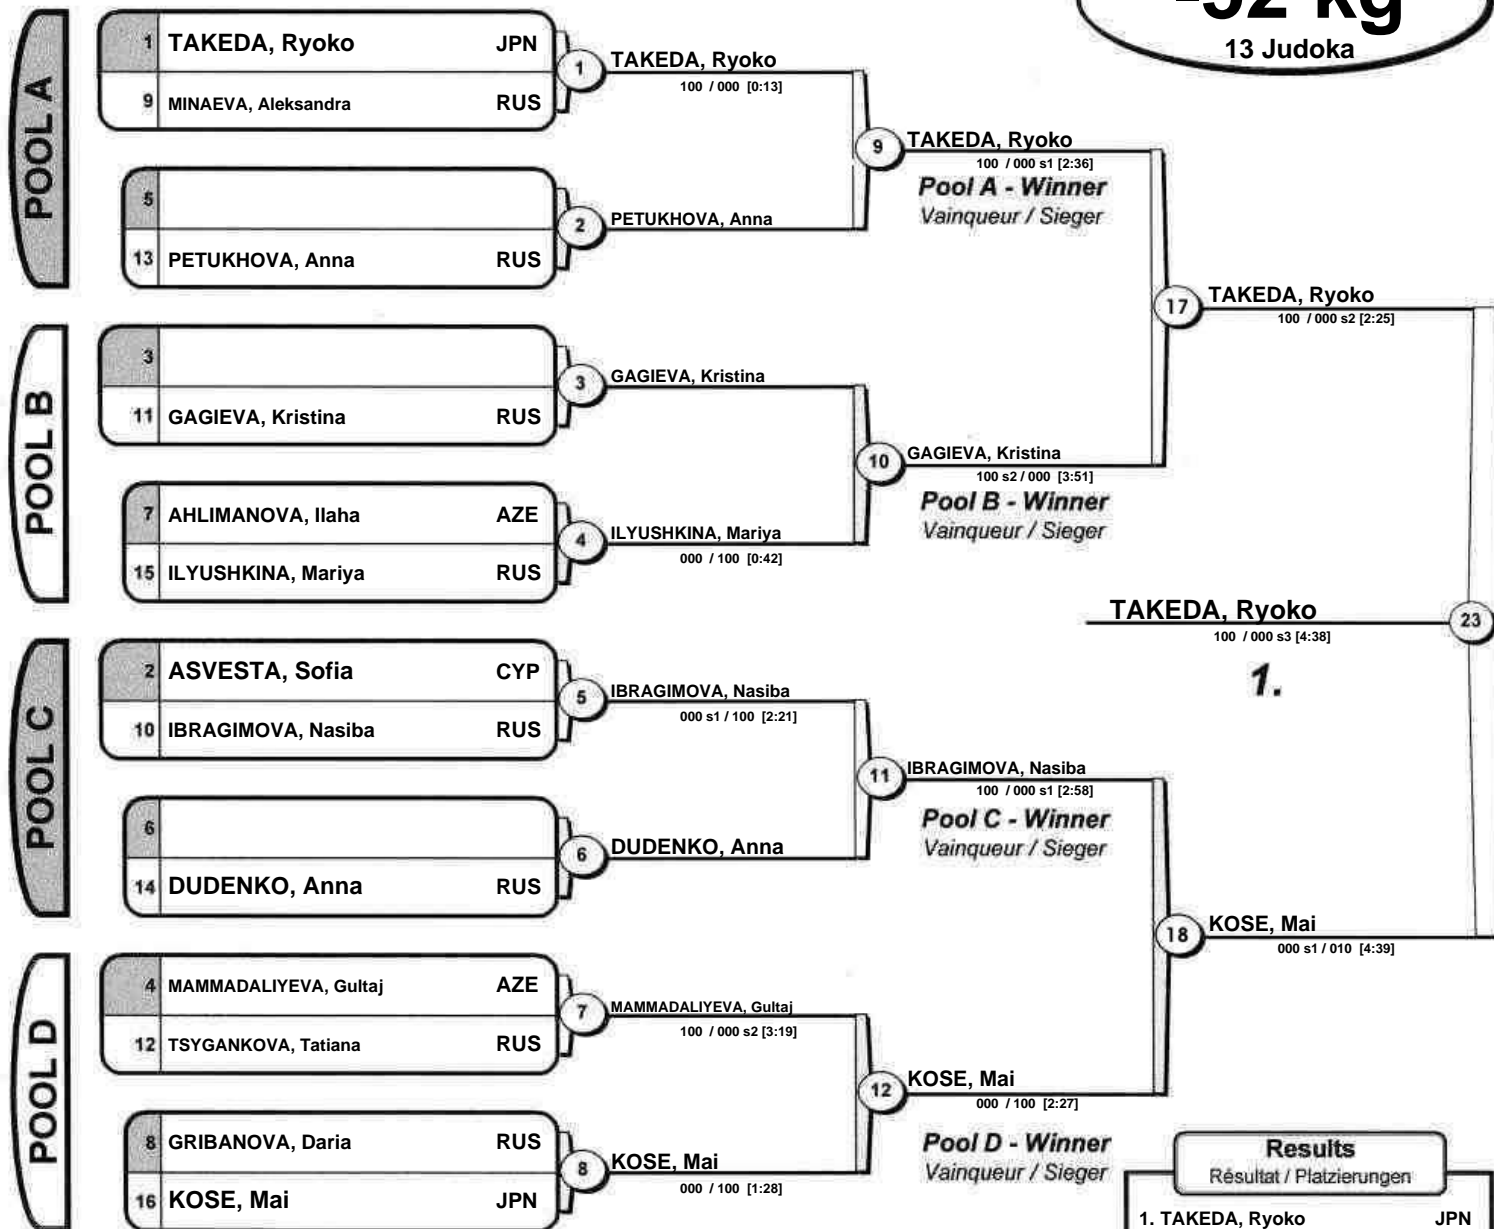 -52 kg
13 Judoka
POOL A
1 TAKEDA, Ryoko JPN
9 MINAEVA, Aleksandra RUS
1 TAKEDA, Ryoko
100 / 000 [0:13]
5
13 PETUKHOVA, Anna RUS
2 PETUKHOVA, Anna
9 TAKEDA, Ryoko
100 / 000 s1 [2:36]
Pool A - Winner
Vainqueur / Sieger
POOL B
3
11 GAGIEVA, Kristina RUS
3 GAGIEVA, Kristina
7 AHLIMANOVA, Ilaha AZE
15 ILYUSHKINA, Mariya RUS
4 ILYUSHKINA, Mariya
000 / 100 [0:42]
10 GAGIEVA, Kristina
100 s2 / 000 [3:51]
Pool B - Winner
Vainqueur / Sieger
17 TAKEDA, Ryoko
100 / 000 s2 [2:25]
TAKEDA, Ryoko 23
100 / 000 s3 [4:38]
1.
POOL C
2 ASVESTA, Sofia CYP
10 IBRAGIMOVA, Nasiba RUS
5 IBRAGIMOVA, Nasiba
000 s1 / 100 [2:21]
6
14 DUDENKO, Anna RUS
6 DUDENKO, Anna
11 IBRAGIMOVA, Nasiba
100 / 000 s1 [2:58]
Pool C - Winner
Vainqueur / Sieger
POOL D
4 MAMMADALIYEVA, Gultaj AZE
12 TSYGANKOVA, Tatiana RUS
7 MAMMADALIYEVA, Gultaj
100 / 000 s2 [3:19]
8 GRIBANOVA, Daria RUS
16 KOSE, Mai JPN
8 KOSE, Mai
000 / 100 [1:28]
12 KOSE, Mai
000 / 100 [2:27]
Pool D - Winner
Vainqueur / Sieger
18 KOSE, Mai
000 s1 / 010 [4:39]
Results
Résultat / Platzierungen
1. TAKEDA, Ryoko JPN